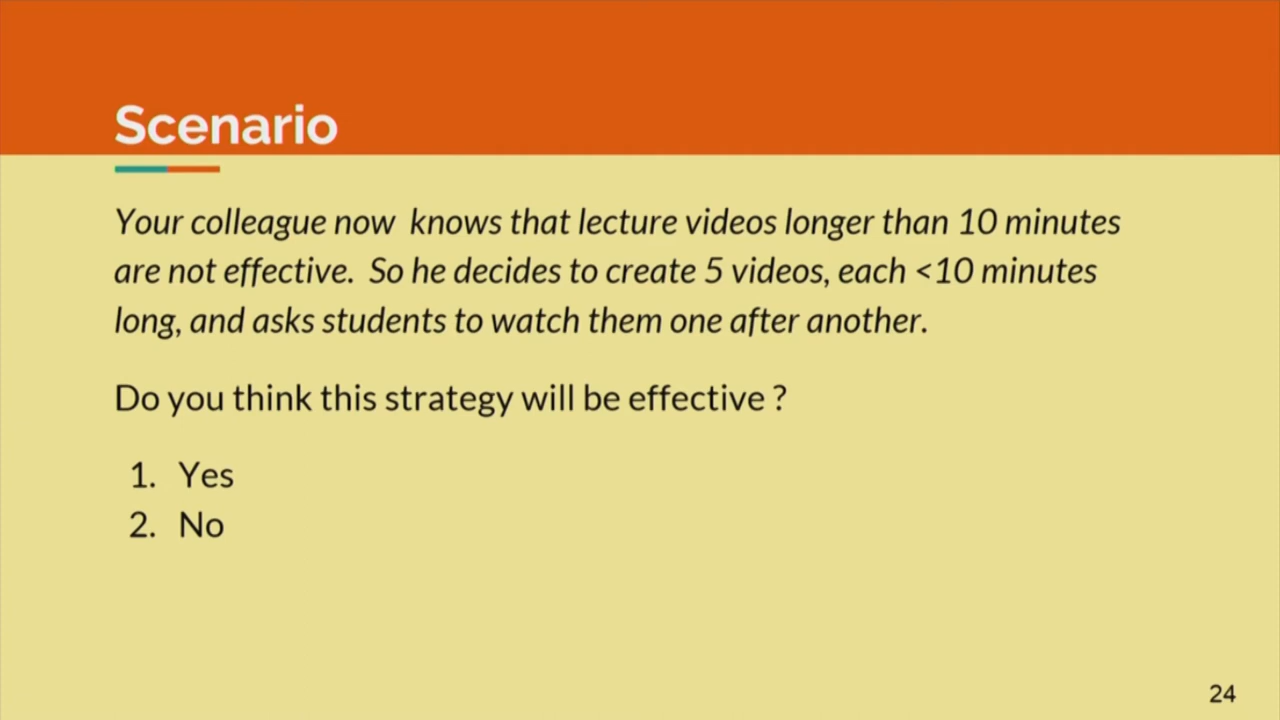 Scenario
Your colleague now knows that lecture videos longer than 10 minutes
are not effective. So he decides to create 5 videos, each <10 minutes
long, and asks students to watch them one after another.
Do you think this strategy will be effective ?
1. Yes
2. No
24